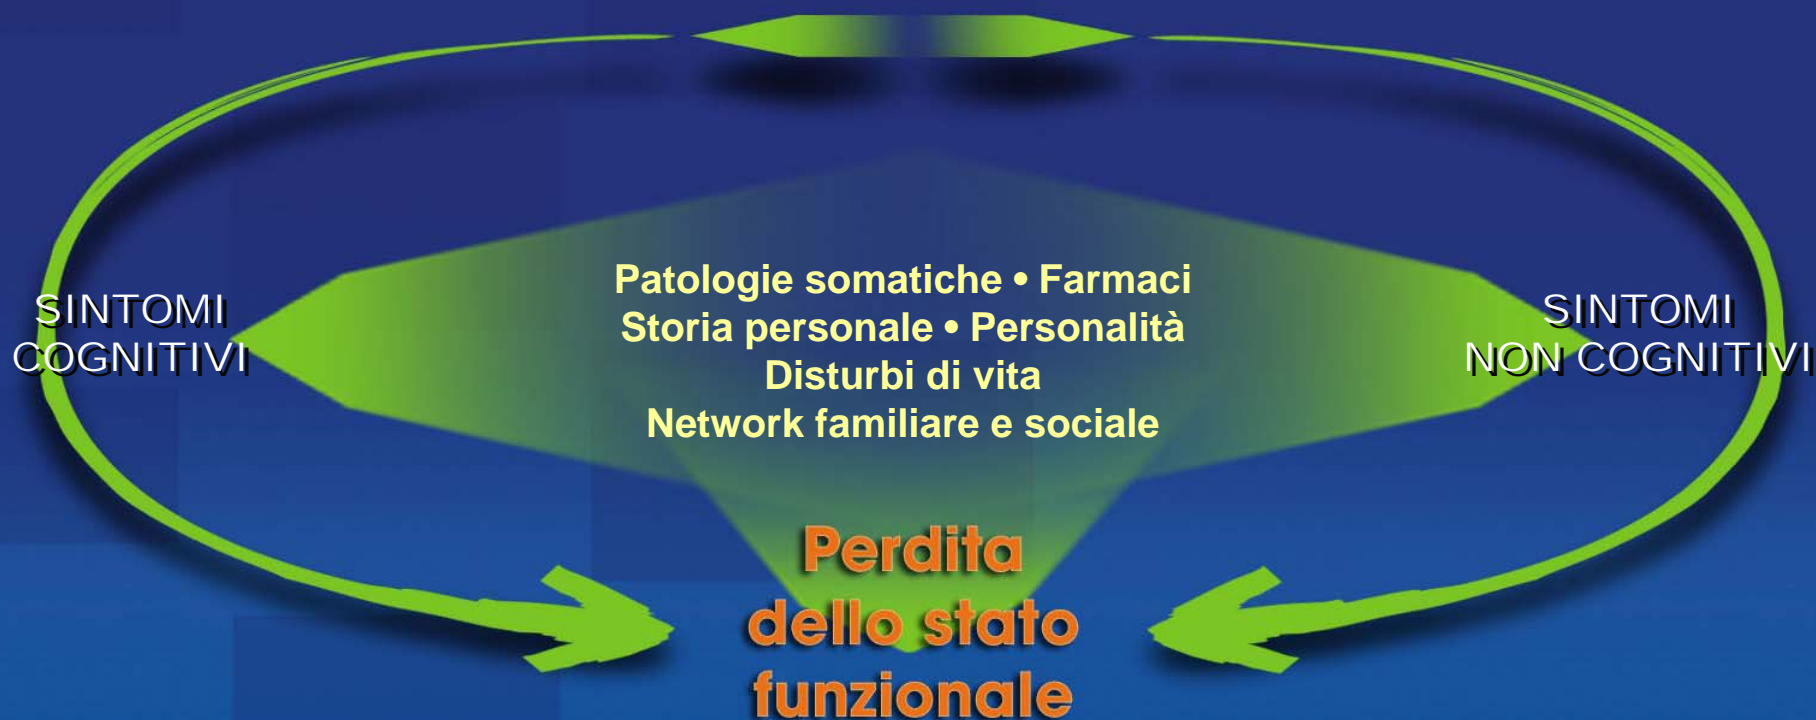 Patologie somatiche • Farmaci
Storia personale • Personalità
Disturbi di vita
Network familiare e sociale
SINTOMI
COGNITIVI
SINTOMI
NON COGNITIVI
Perdita
dello stato
funzionale